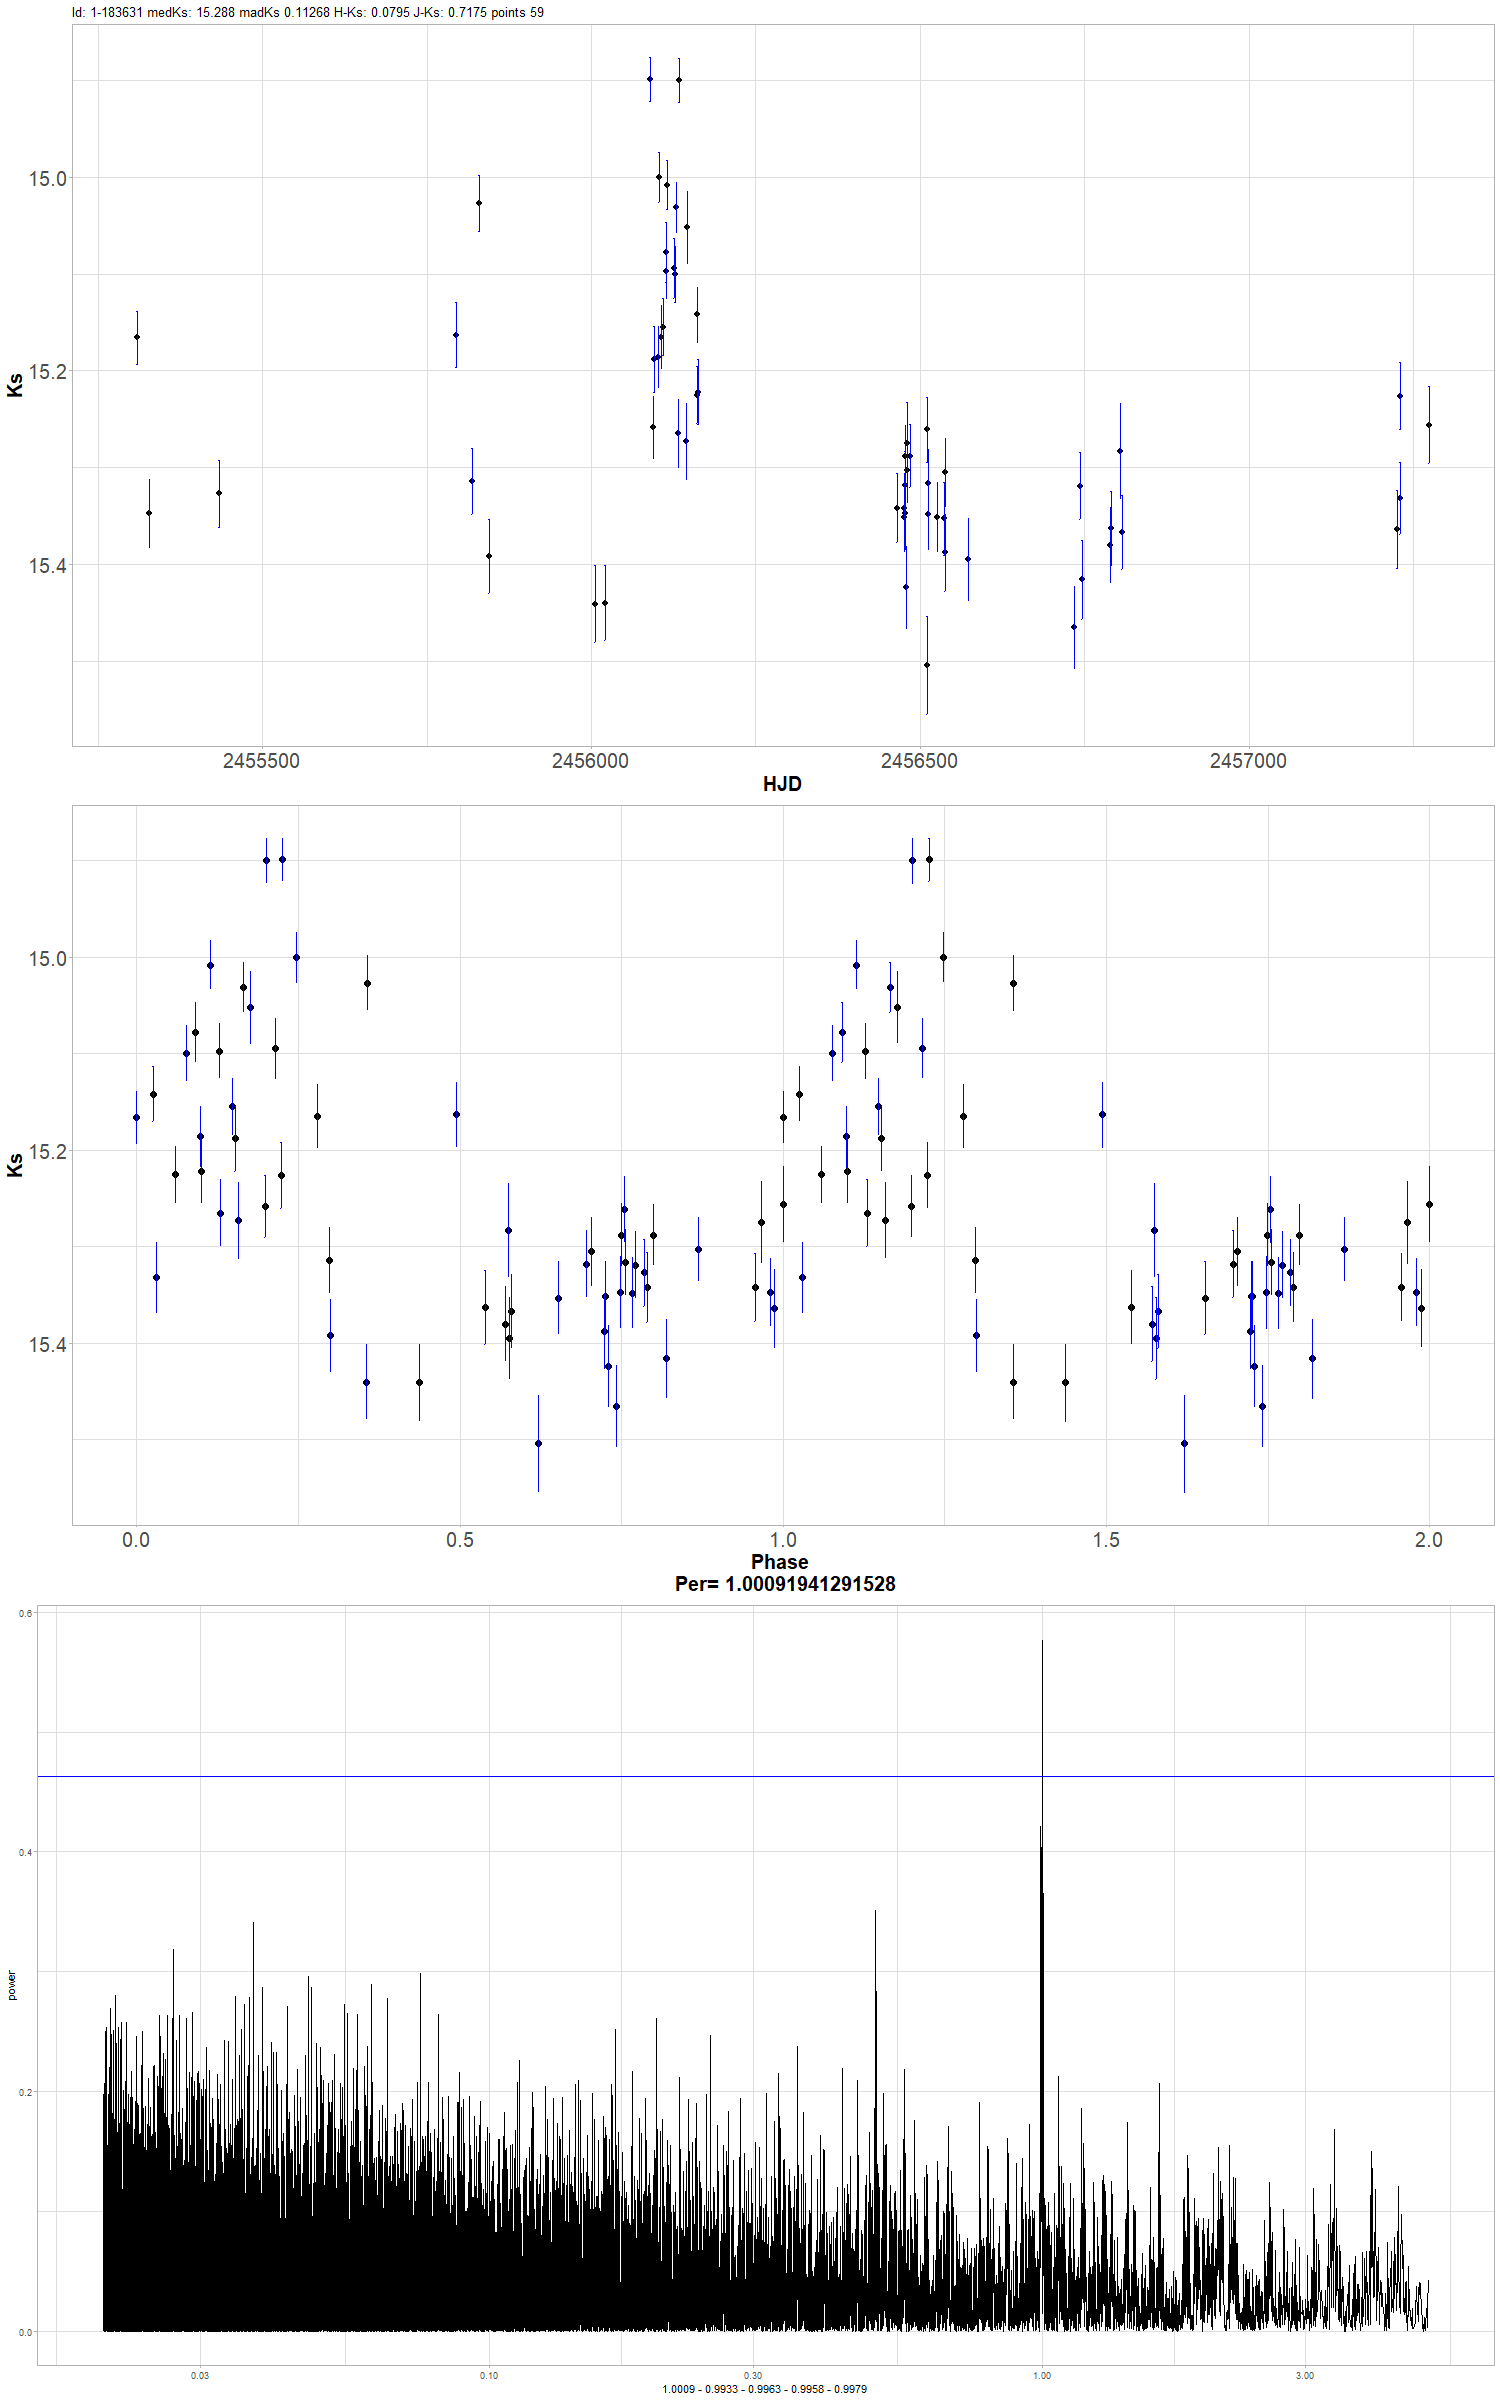 Id: 1-183631 medKs: 15.288 madKs 0.11268 H-Ks: 0.0795 J-Ks: 0.7175 points 59
15.0
15.2
15.4
Ks
2455500 2456000 2456500 2457000
HJD
15.0
15.2
15.4
Ks
0.0 0.5 1.0 1.5 2.0
Phase
Per= 1.00091941291528
0.6
0.4
0.2
0.0
power
0.03 0.10 0.30 1.00 3.00
1.0009 - 0.9933 - 0.9963 - 0.9958 - 0.9979